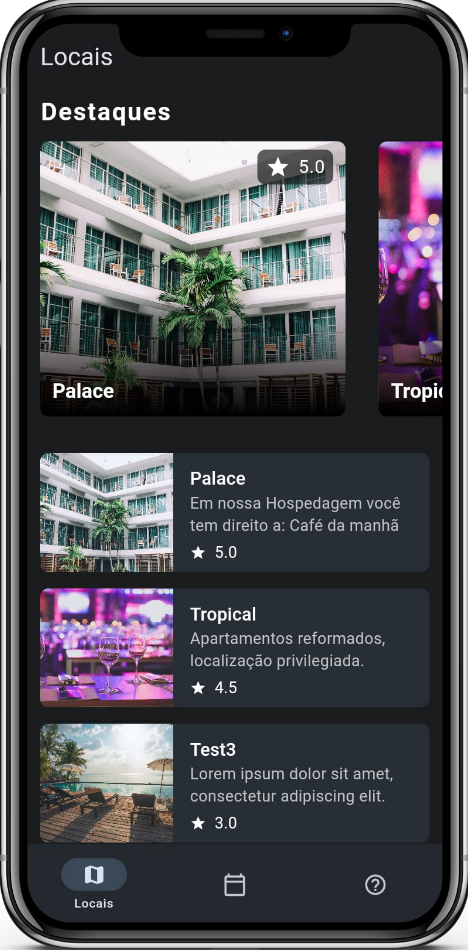 Locais
Destaques
5.0
Palace
Tropic
Palace
Em nossa Hospedagem você
tem direito a: Café da manhã
5.0
Tropical
Apartamentos reformados,
localização privilegiada.
4.5
Test3
Lorem ipsum dolor sit amet,
consectetur adipiscing elit.
3.0
Locais